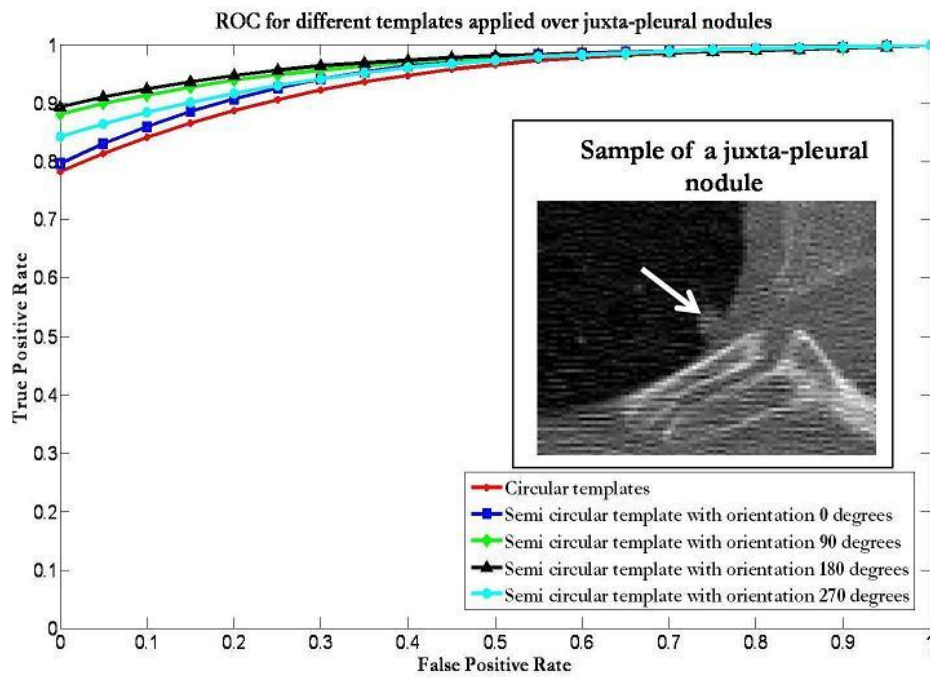 ROC for different templates applied over juxta-pleural nodules
True Positive Rate
1
0.9
0.8
0.7
0.6
0.5
0.4
0.3
0.2
0.1
0
Sample of a juxta-pleural
nodule
Circular templates
Semi circular template with orientation 0 degrees
Semi circular template with orientation 90 degrees
Semi circular template with orientation 180 degrees
Semi circular template with orientation 270 degrees
0 0.1 0.2 0.3 0.4 0.5 0.6 0.7 0.8 0.9 1
False Positive Rate